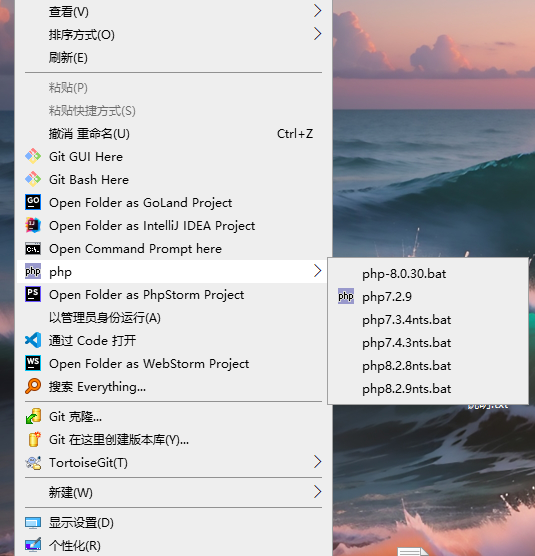 查看(V)
排序方式(O)
刷新(E)
粘贴(P)
粘贴快捷方式(S)
撤消 重命名(U) Ctrl+Z
Git GUI Here
Git Bash Here
GO Open Folder as GoLand Project
Open Folder as IntelliJ IDEA Project
Open Command Prompt here
php php
PS Open Folder as PhpStorm Project
以管理员身份运行(A)
通过 Code 打开
WS Open Folder as WebStorm Project
搜索 Everything...
Git 克隆...
Git 在这里创建版本库(Y)...
TortoiseGit(T)
新建(W)
显示设置(D)
个性化(R)
php-8.0.30.bat
php php7.2.9
php7.3.4nts.bat
php7.4.3nts.bat
php8.2.8nts.bat
php8.2.9nts.bat